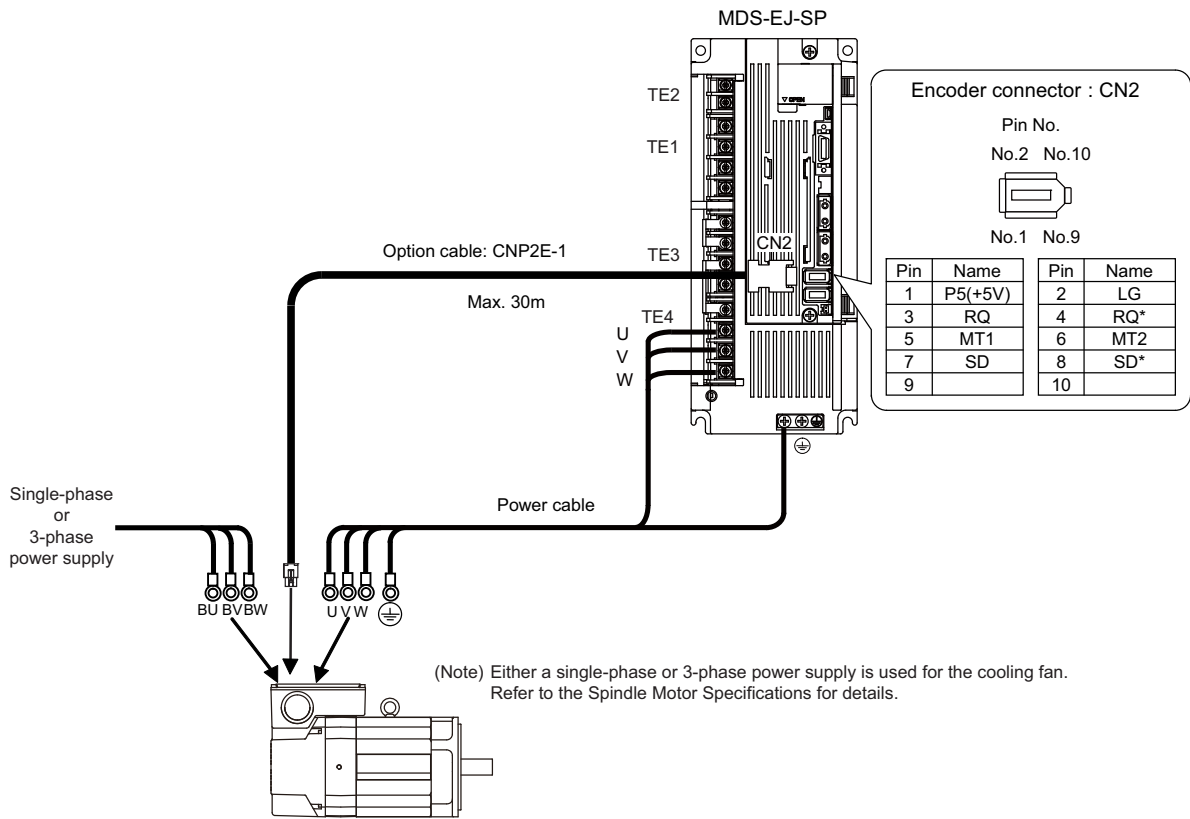 MDS-EJ-SP
TE2
TE1
TE3
TE4
U
V
W
CN2
▽ OPEN
Encoder connector : CN2
Pin No.
No.2 No.10
No.1 No.9
Pin Name Pin Name
1 P5(+5V) 2 LG
3 RQ 4 RQ*
5 MT1 6 MT2
7 SD 8 SD*
9 10
Option cable: CNP2E-1
Max. 30m
Single-phase
or
3-phase
power supply
Power cable
BU BV BW
U V W
(Note) Either a single-phase or 3-phase power supply is used for the cooling fan.
Refer to the Spindle Motor Specifications for details.